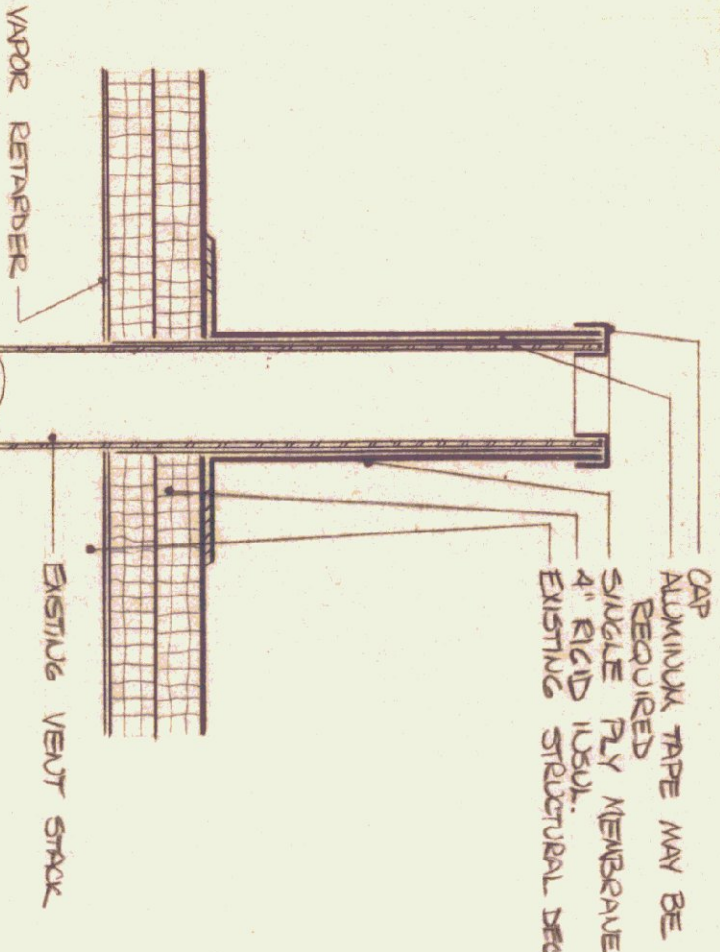 CAP
ALUMINUM TAPE MAY BE
REQUIRED
SINGLE PLY MEMBRANE
4" RIGID INSUL.
EXISTING STRUCTURAL DEC
EXISTING VENT STACK
VAPOR RETARDER